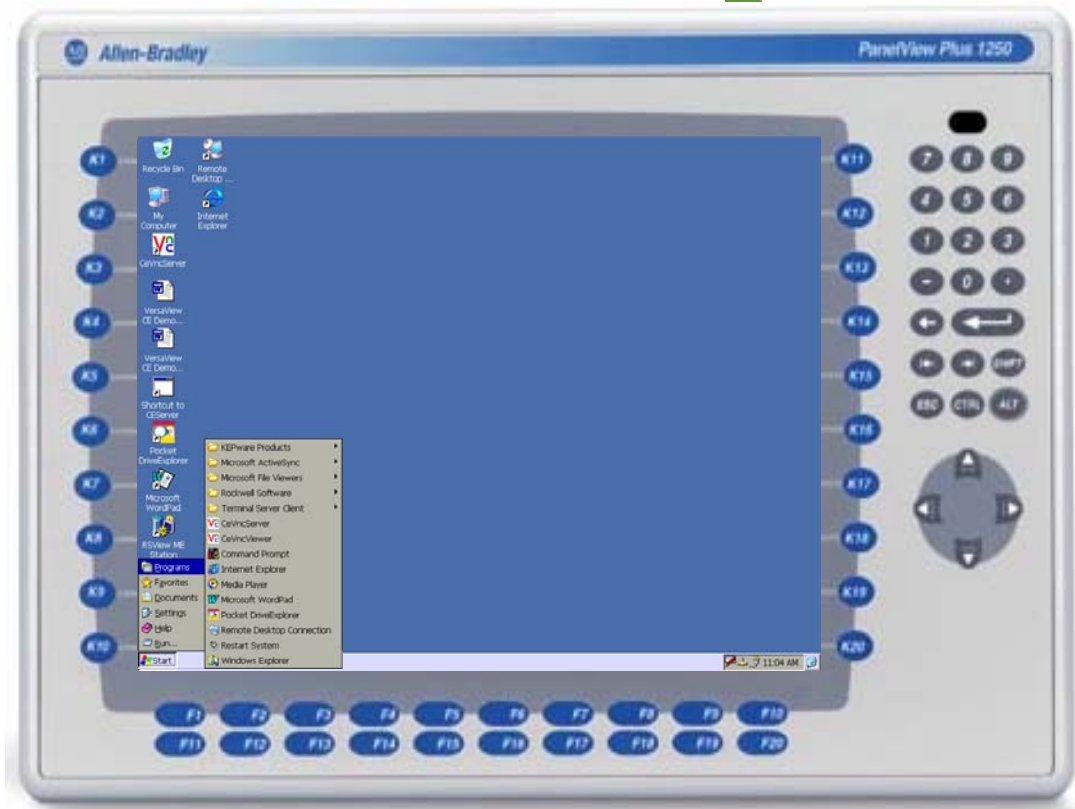 Allen-Bradley
PanelView Plus 1250
K1
K2
K3
K4
K5
K6
K7
K8
K9
K10
Recycle Bin
Remote
Desktop ...
My
Computer
Internet
Explorer
CeVncServer
VersaView
CE Demo...
VersaView
CE Demo...
Shortcut to
CEServer
Pocket
DriveExplorer
Microsoft
WordPad
RSView ME
Station
Programs
Favorites
Documents
Settings
Help
Run...
Start
KEPware Products
Microsoft ActiveSync
Microsoft File Viewers
Rockwell Software
Terminal Server Client
CeVncServer
CeVncViewer
Command Prompt
Internet Explorer
Media Player
Microsoft WordPad
Pocket DriveExplorer
Remote Desktop Connection
Restart System
Windows Explorer
11:04 AM
K11
K12
K13
K14
K15
K16
K17
K18
K19
K20
7 8 9
4 5 6
1 2 3
- 0 +
SHIFT
ESC CTRL ALT
F1 F2 F3 F4 F5 F6 F7 F8 F9 F10
F11 F12 F13 F14 F15 F16 F17 F18 F19 F20